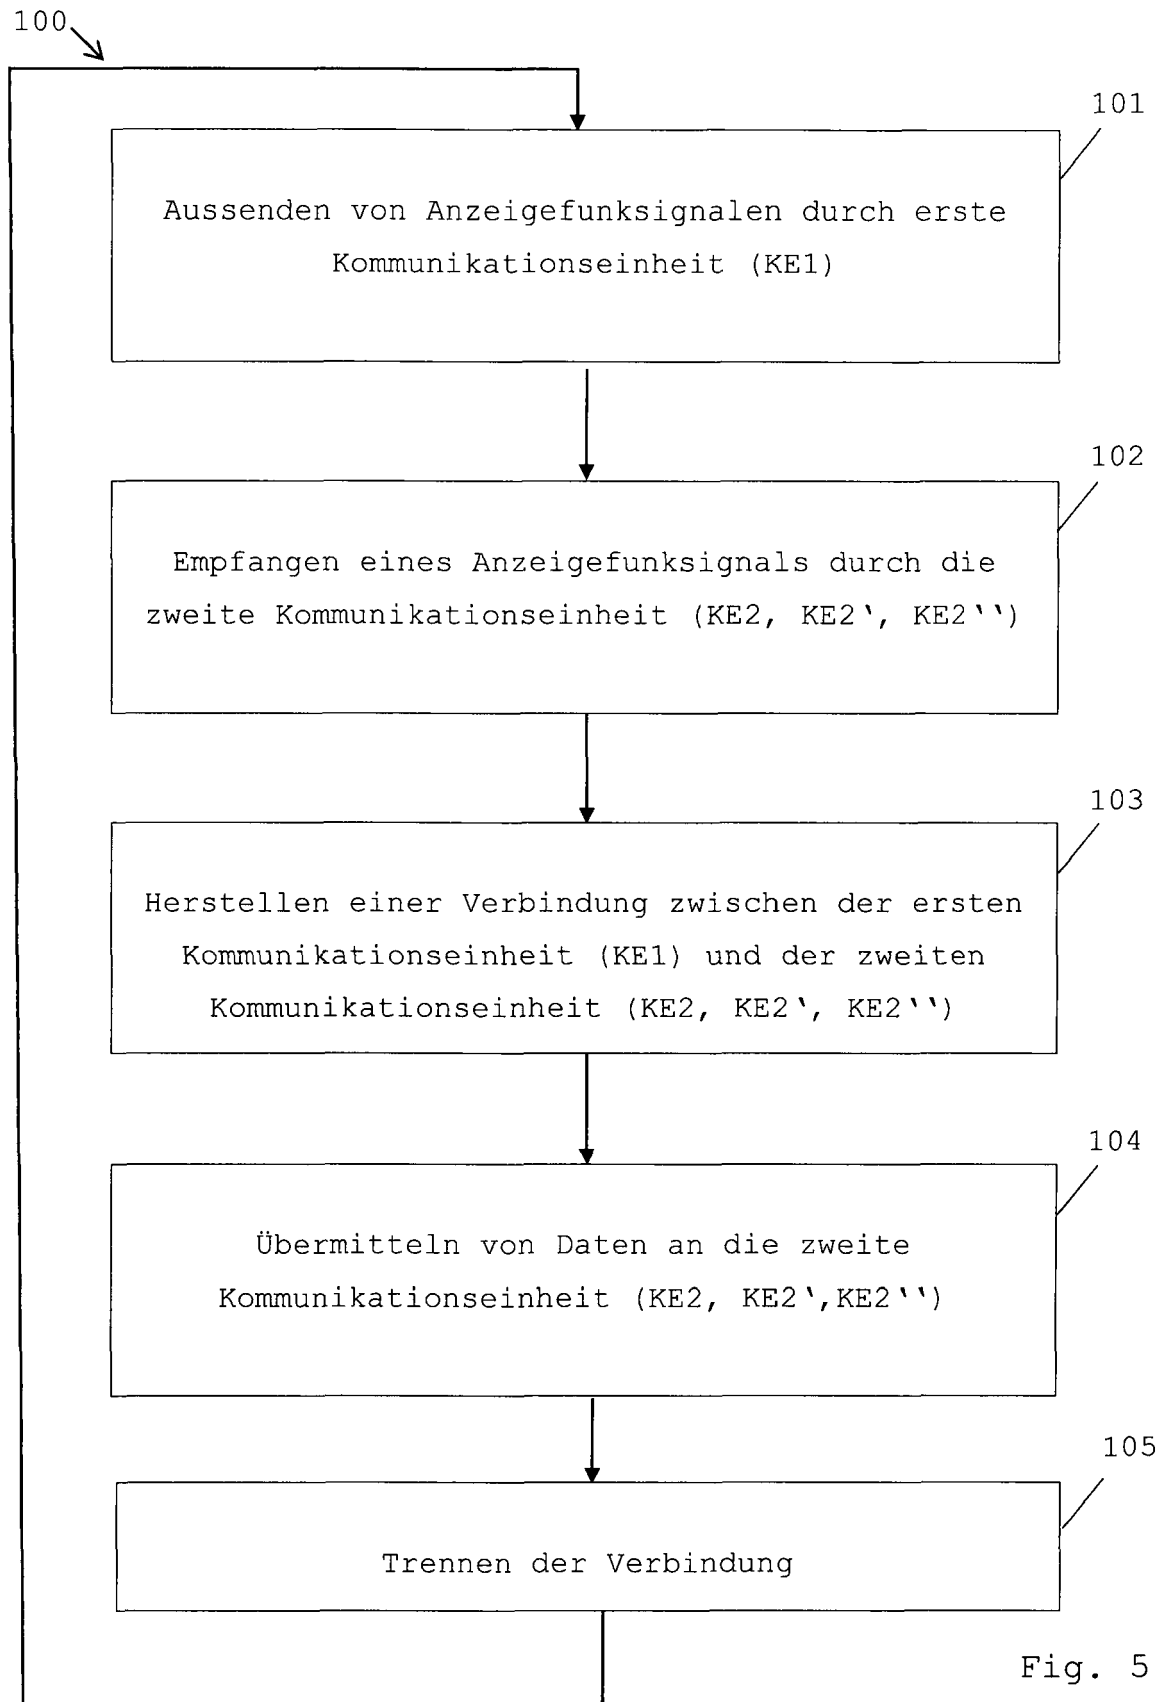 100
101
Aussenden von Anzeigefunksignalen durch erste
Kommunikationseinheit (KE1)
102
Empfangen eines Anzeigefunksignals durch die
zweite Kommunikationseinheit (KE2, KE2‵, KE2‵‵)
103
Herstellen einer Verbindung zwischen der ersten
Kommunikationseinheit (KE1) und der zweiten
Kommunikationseinheit (KE2, KE2‵, KE2‵‵)
104
Übermitteln von Daten an die zweite
Kommunikationseinheit (KE2, KE2‵,KE2‵‵)
105
Trennen der Verbindung
Fig. 5